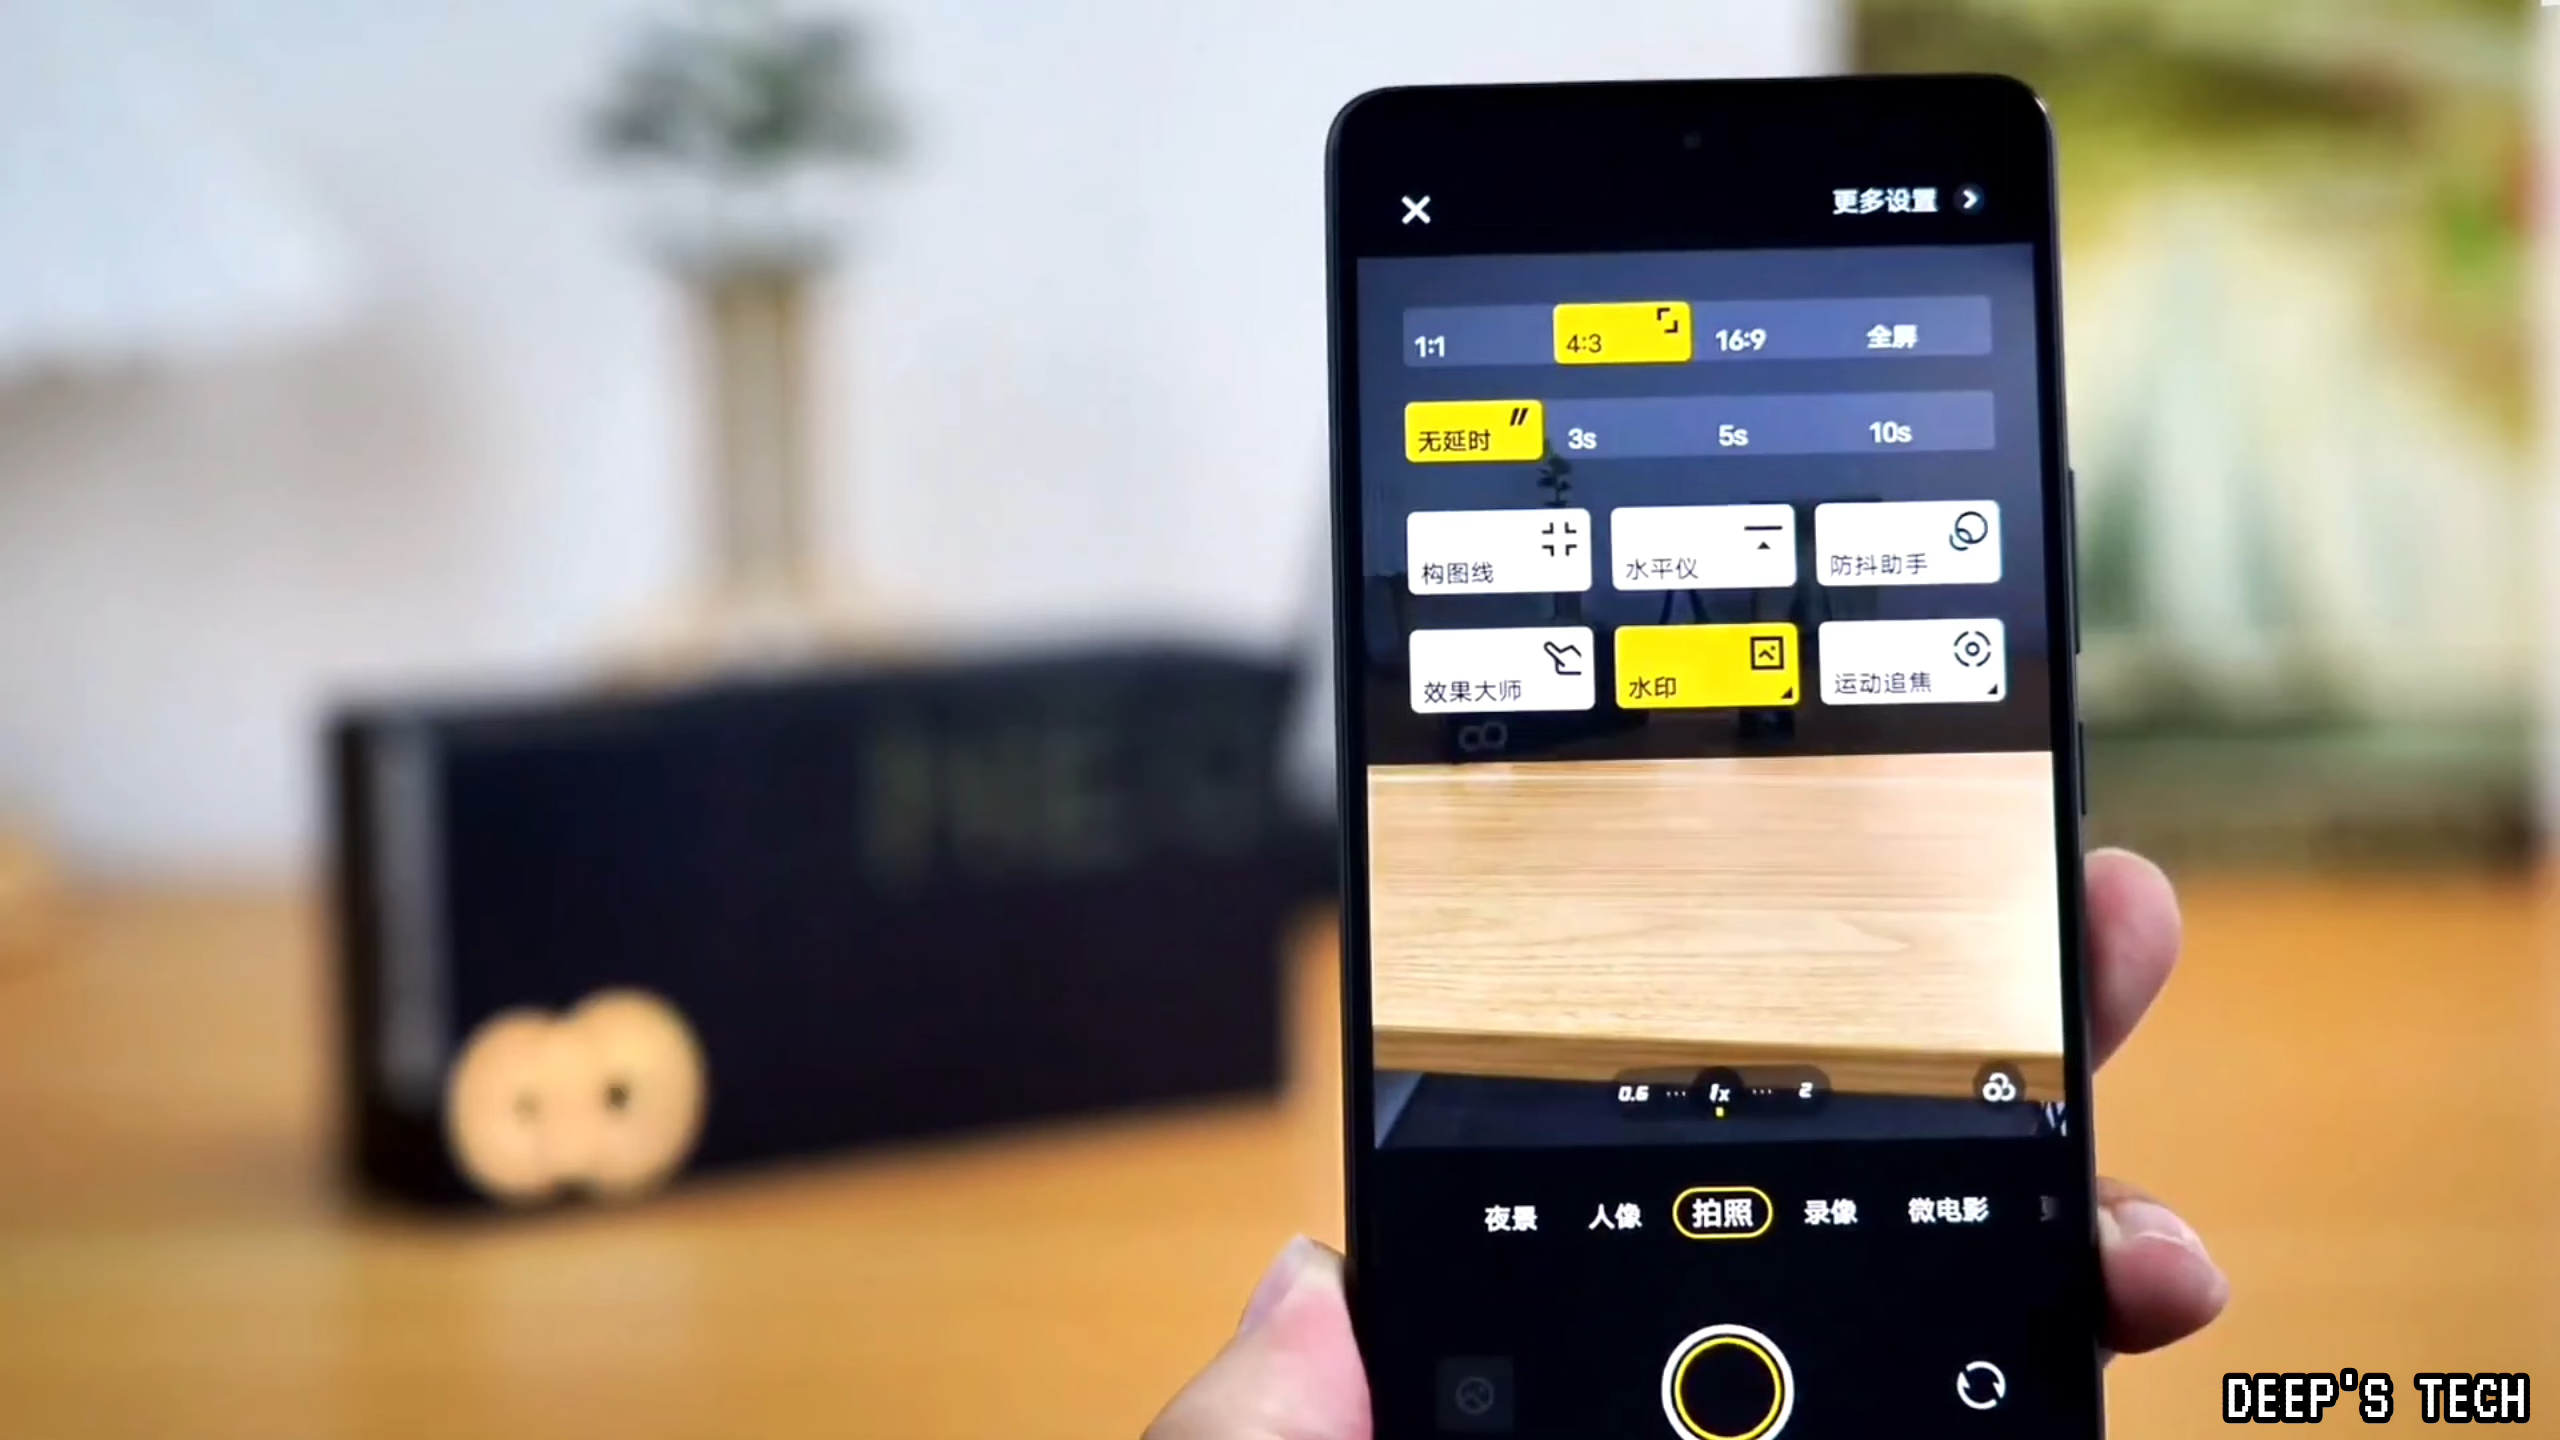 更多设置
1:1 4:3 16:9 全屏
无延时 3s 5s 10s
构图线 水平仪 防抖助手
效果大师 水印 运动追焦
0.6 1x 2
夜景 人像 拍照 录像 微电影
DEEP'S TECH